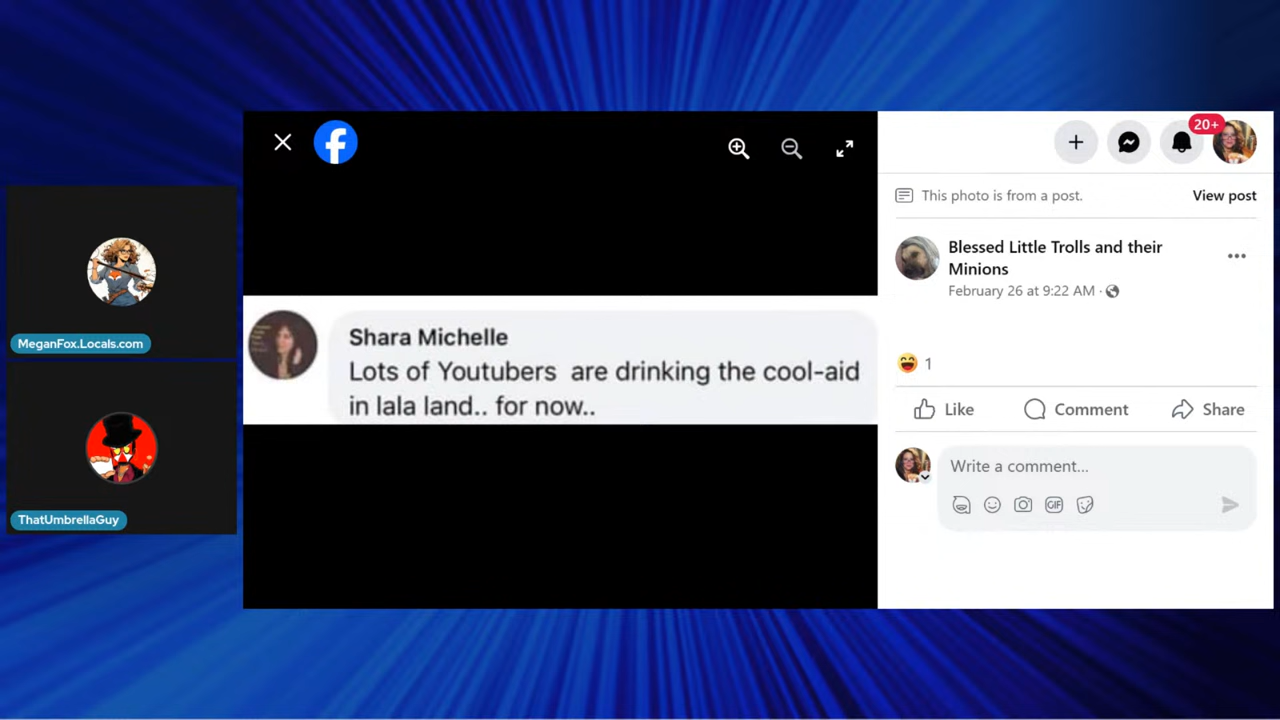 MeganFox.Locals.com
ThatUmbrellaGuy
Shara Michelle
Lots of Youtubers  are drinking the cool-aid
in lala land.. for now..
20+
This photo is from a post.
View post
Blessed Little Trolls and their
Minions
February 26 at 9:22 AM ·
1
Like
Comment
Share
Write a comment...
GIF